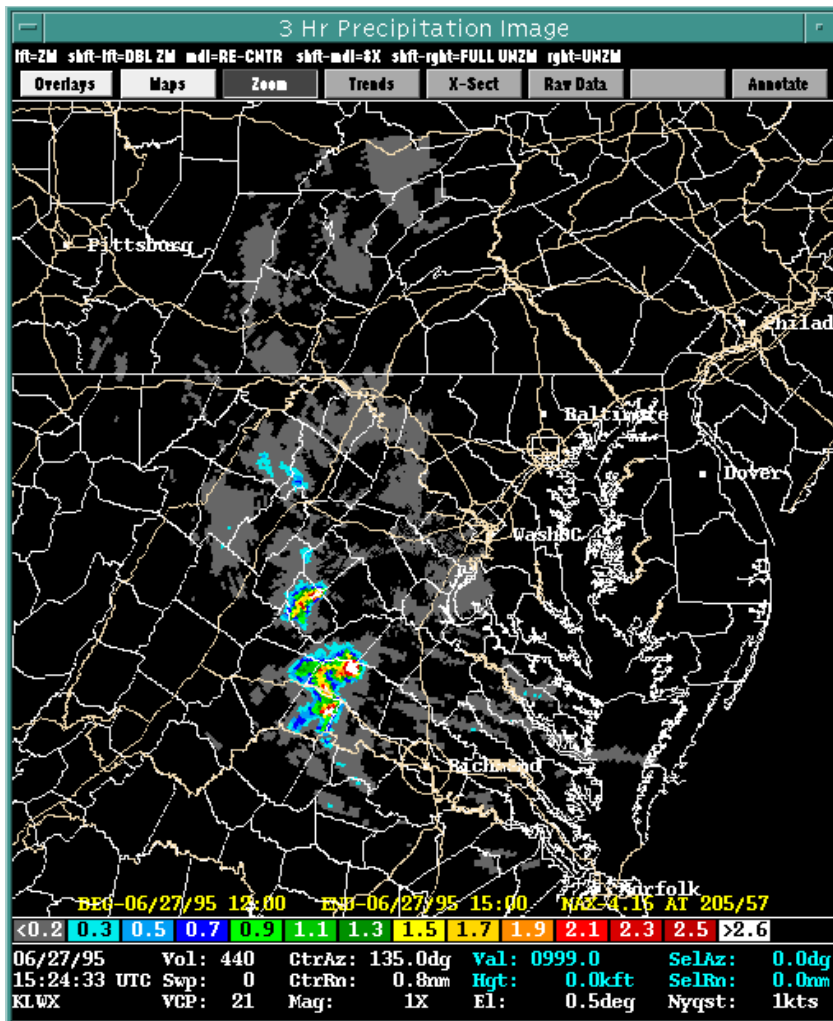 3 Hr Precipitation Image
lft=ZM shft-lft=DBL ZM mdl=RE-CNTR shft-mdl=8X shft-rght=FULL UNZM rght=UNZM
Overlays Maps Zoom Trends X-Sect Raw Data Annotate
Pittsburg
Philad
Baltimore
Dover
WashDC
Richmond
Norfolk
BEG-06/27/95 12:00 END-06/27/95 15:00 MAX-4.16 AT 205/57
<0.2 0.3 0.5 0.7 0.9 1.1 1.3 1.5 1.7 1.9 2.1 2.3 2.5 >2.6
06/27/95 Vol: 440 CtrAz: 135.0dg Val: 0999.0 SelAz: 0.0dg
15:24:33 UTC Swp: 0 CtrRn: 0.8nm Hgt: 0.0kft SelRn: 0.0nm
KLWX VCP: 21 Mag: 1X El: 0.5deg Nyqst: 1kts